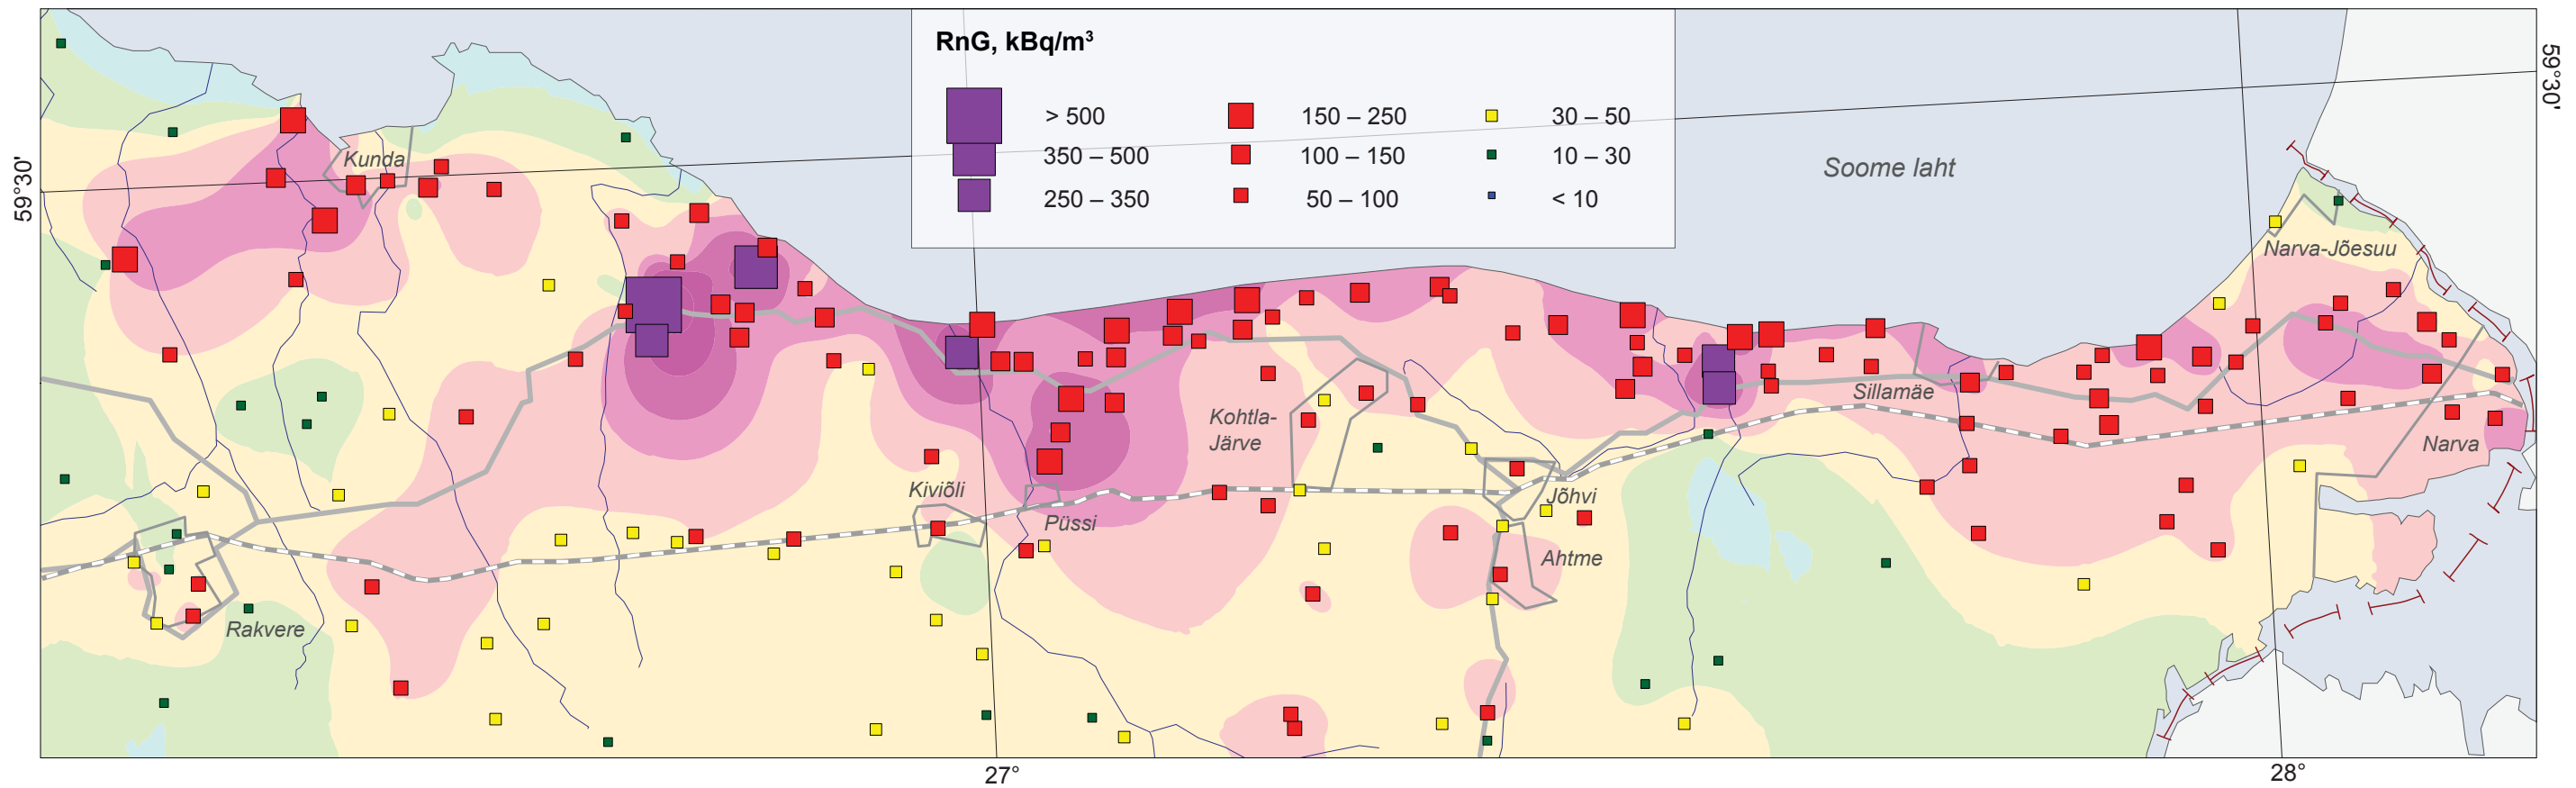 RnG, kBq/m³
> 500
350 – 500
250 – 350
150 – 250
100 – 150
50 – 100
30 – 50
10 – 30
< 10
59°30'
59°30'
Soome laht
Kunda
Narva-Jõesuu
Sillamäe
Kohtla-
Järve
Narva
Kiviõli
Püssi
Jõhvi
Ahtme
Rakvere
27°
28°